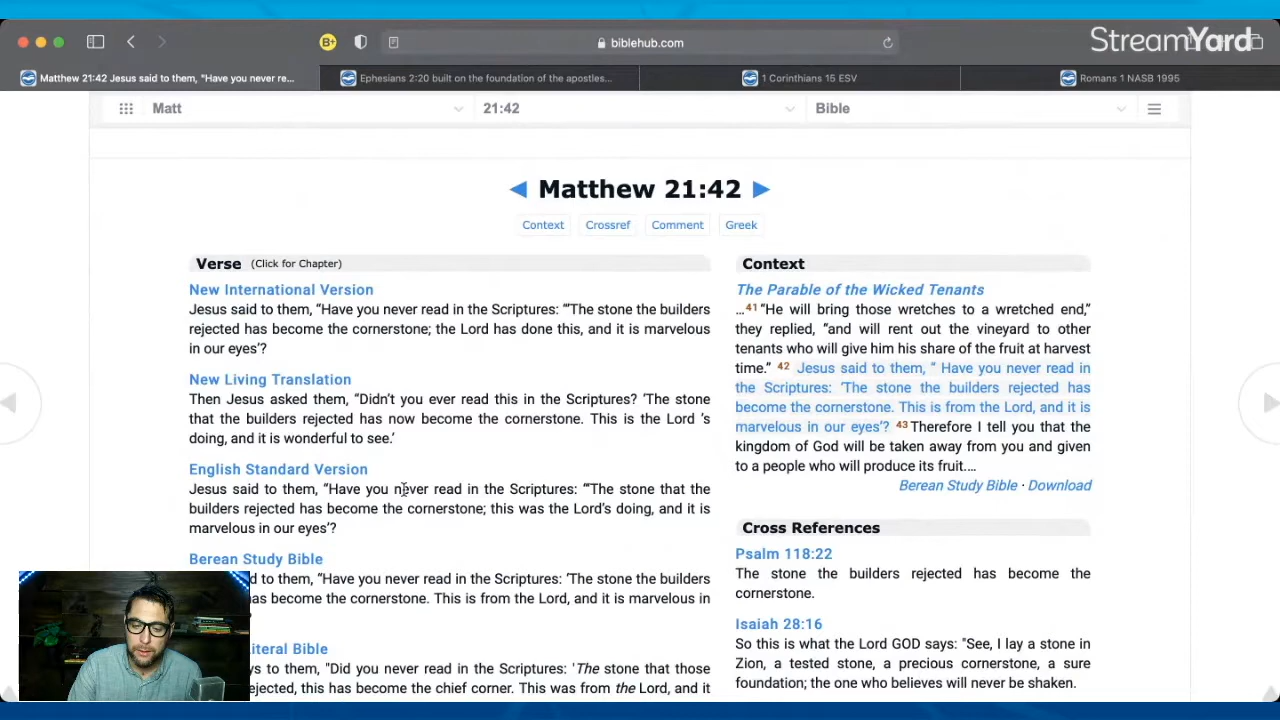 StreamYard
B+
biblehub.com
Matthew 21:42 Jesus said to them, "Have you never re...
Ephesians 2:20 built on the foundation of the apostles...
1 Corinthians 15 ESV
Romans 1 NASB 1995
Matt
21:42
Bible
◀ Matthew 21:42 ▶
Context
Crossref
Comment
Greek
Verse (Click for Chapter)
New International Version
Jesus said to them, “Have you never read in the Scriptures: “‘The stone the builders
rejected has become the cornerstone; the Lord has done this, and it is marvelous
in our eyes’?
New Living Translation
Then Jesus asked them, “Didn’t you ever read this in the Scriptures? ‘The stone
that the builders rejected has now become the cornerstone. This is the Lord ’s
doing, and it is wonderful to see.’
English Standard Version
Jesus said to them, “Have you never read in the Scriptures: “‘The stone that the
builders rejected has become the cornerstone; this was the Lord’s doing, and it is
marvelous in our eyes’?
Berean Study Bible
d to them, “Have you never read in the Scriptures: ‘The stone the builders
as become the cornerstone. This is from the Lord, and it is marvelous in
iteral Bible
ys to them, "Did you never read in the Scriptures: 'The stone that those
ejected, this has become the chief corner. This was from the Lord, and it
Context
The Parable of the Wicked Tenants
…41“He will bring those wretches to a wretched end,”
they replied, “and will rent out the vineyard to other
tenants who will give him his share of the fruit at harvest
time.” 42 Jesus said to them, “ Have you never read in
the Scriptures: ‘The stone the builders rejected has
become the cornerstone. This is from the Lord, and it is
marvelous in our eyes’? 43Therefore I tell you that the
kingdom of God will be taken away from you and given
to a people who will produce its fruit.…
Berean Study Bible · Download
Cross References
Psalm 118:22
The stone the builders rejected has become the
cornerstone.
Isaiah 28:16
So this is what the Lord GOD says: "See, I lay a stone in
Zion, a tested stone, a precious cornerstone, a sure
foundation; the one who believes will never be shaken.